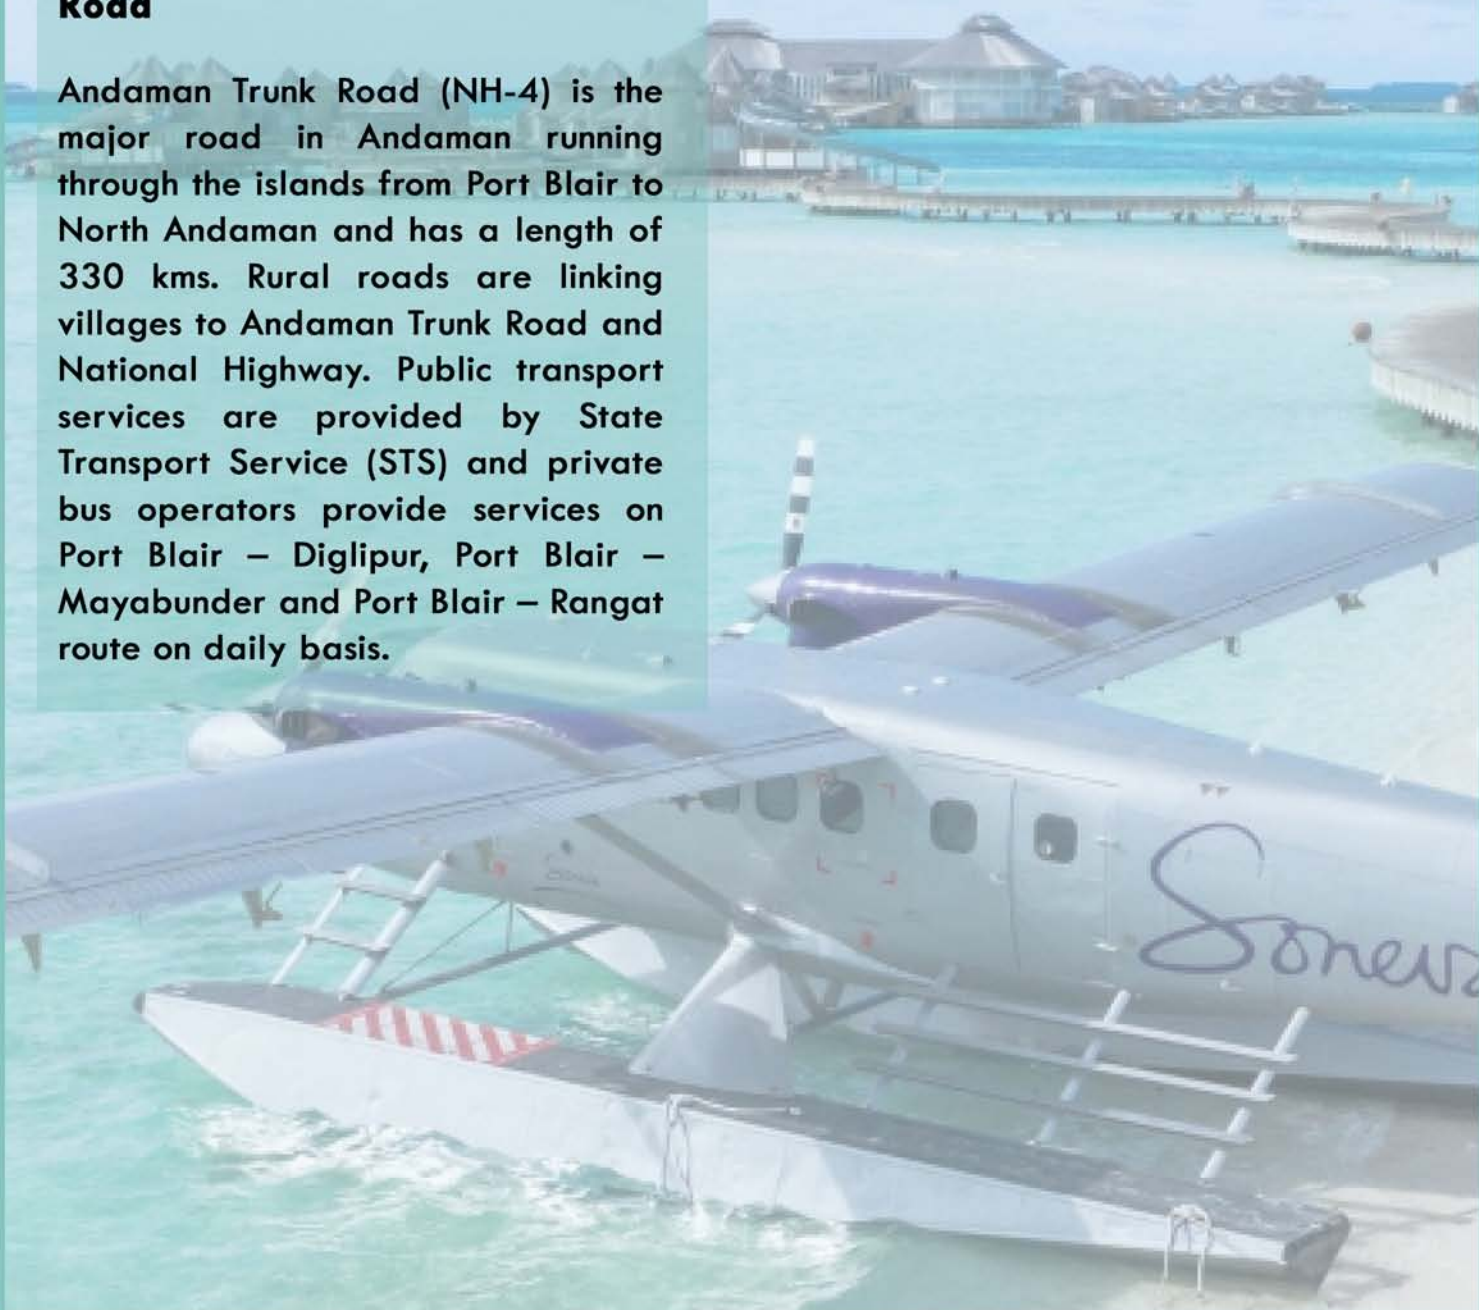 Road
Andaman Trunk Road (NH-4) is the
major road in Andaman running
through the islands from Port Blair to
North Andaman and has a length of
330 kms. Rural roads are linking
villages to Andaman Trunk Road and
National Highway. Public transport
services are provided by State
Transport Service (STS) and private
bus operators provide services on
Port Blair – Diglipur, Port Blair –
Mayabunder and Port Blair – Rangat
route on daily basis.
Soneva